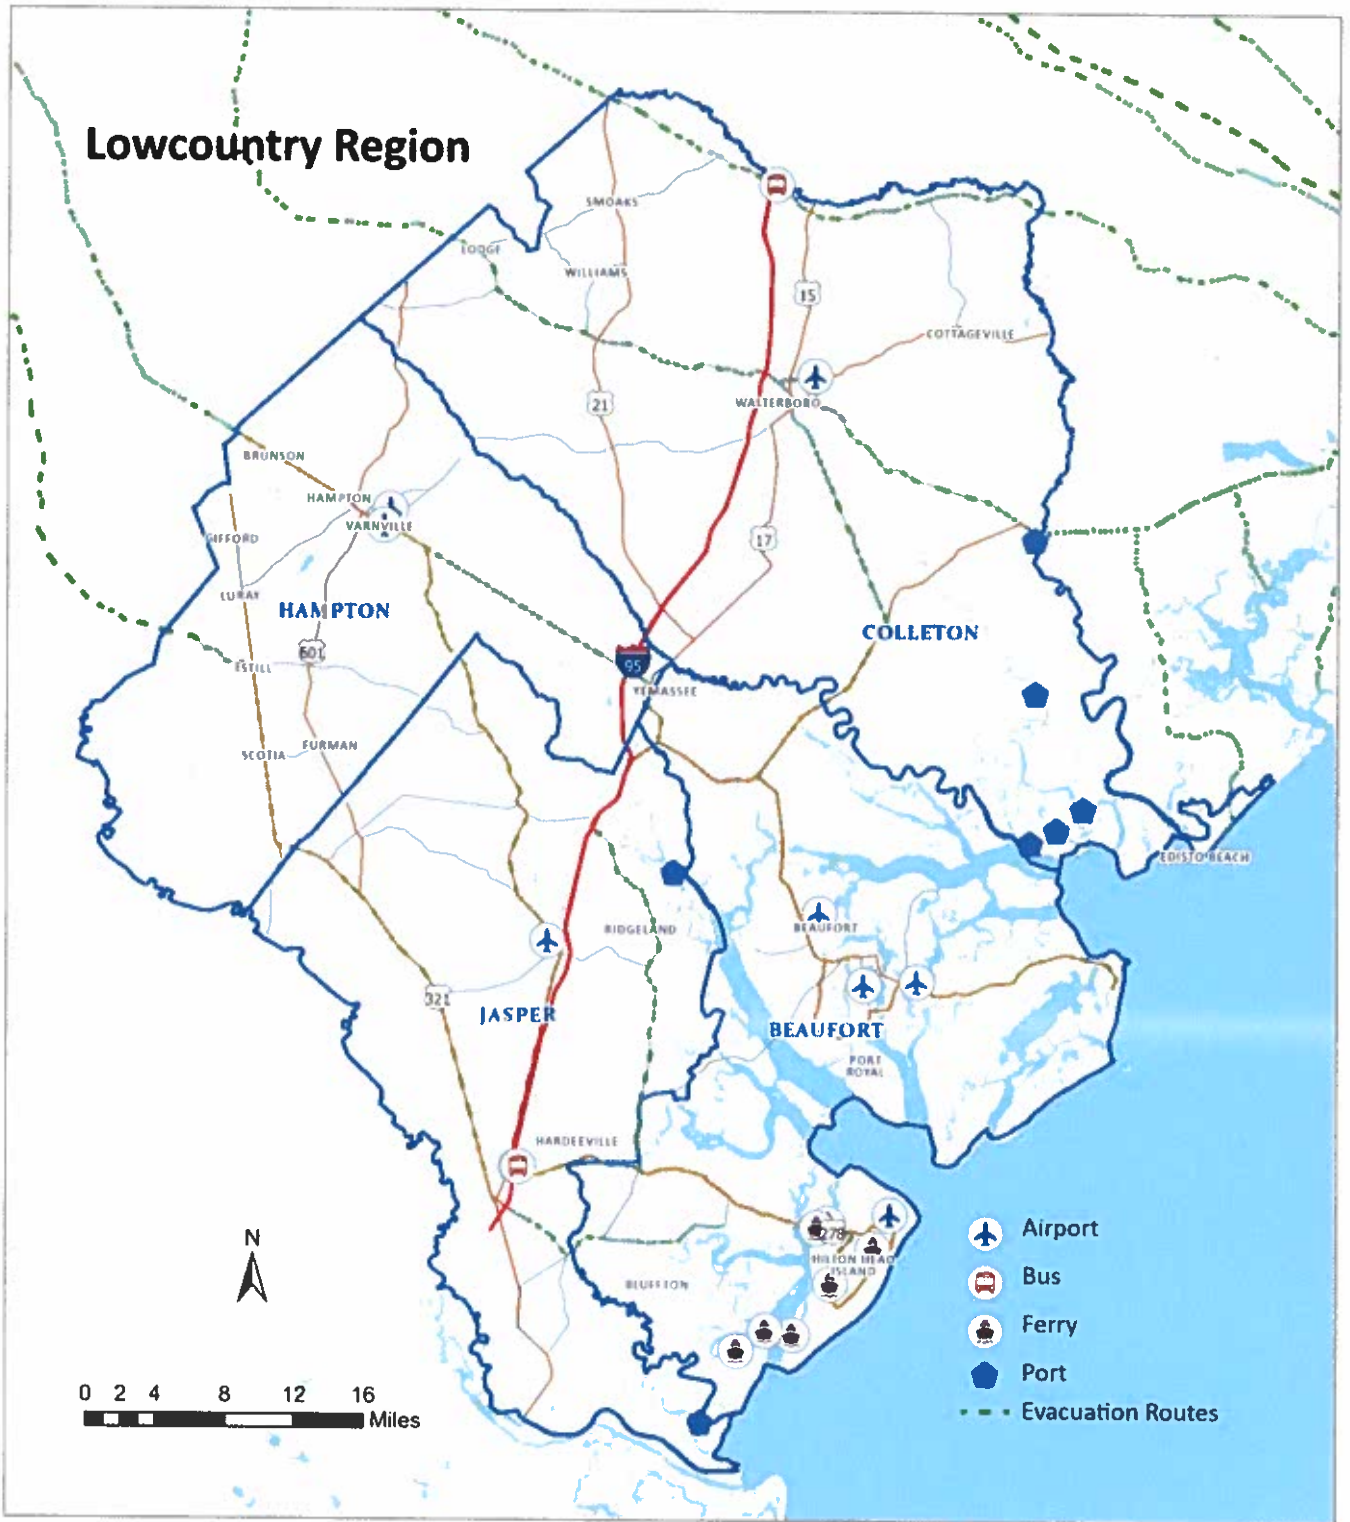 Lowcountry Region
SMOAKS
LODGE
WILLIAMS
15
COTTAGEVILLE
21
WALTERBORO
BRUNSON
HAMPTON
VARNVILLE
GIFFORD
17
LURAY
HAMPTON
COLLETON
601
ESTILL
95
YEMASSEE
SCOTIA
FURMAN
EDISTO BEACH
RIDGELAND
BEAUFORT
321
JASPER
BEAUFORT
PORT
ROYAL
HARDEEVILLE
278
HILTON HEAD
ISLAND
BLUFFTON
N
0 2 4 8 12 16
Miles
Airport
Bus
Ferry
Port
Evacuation Routes